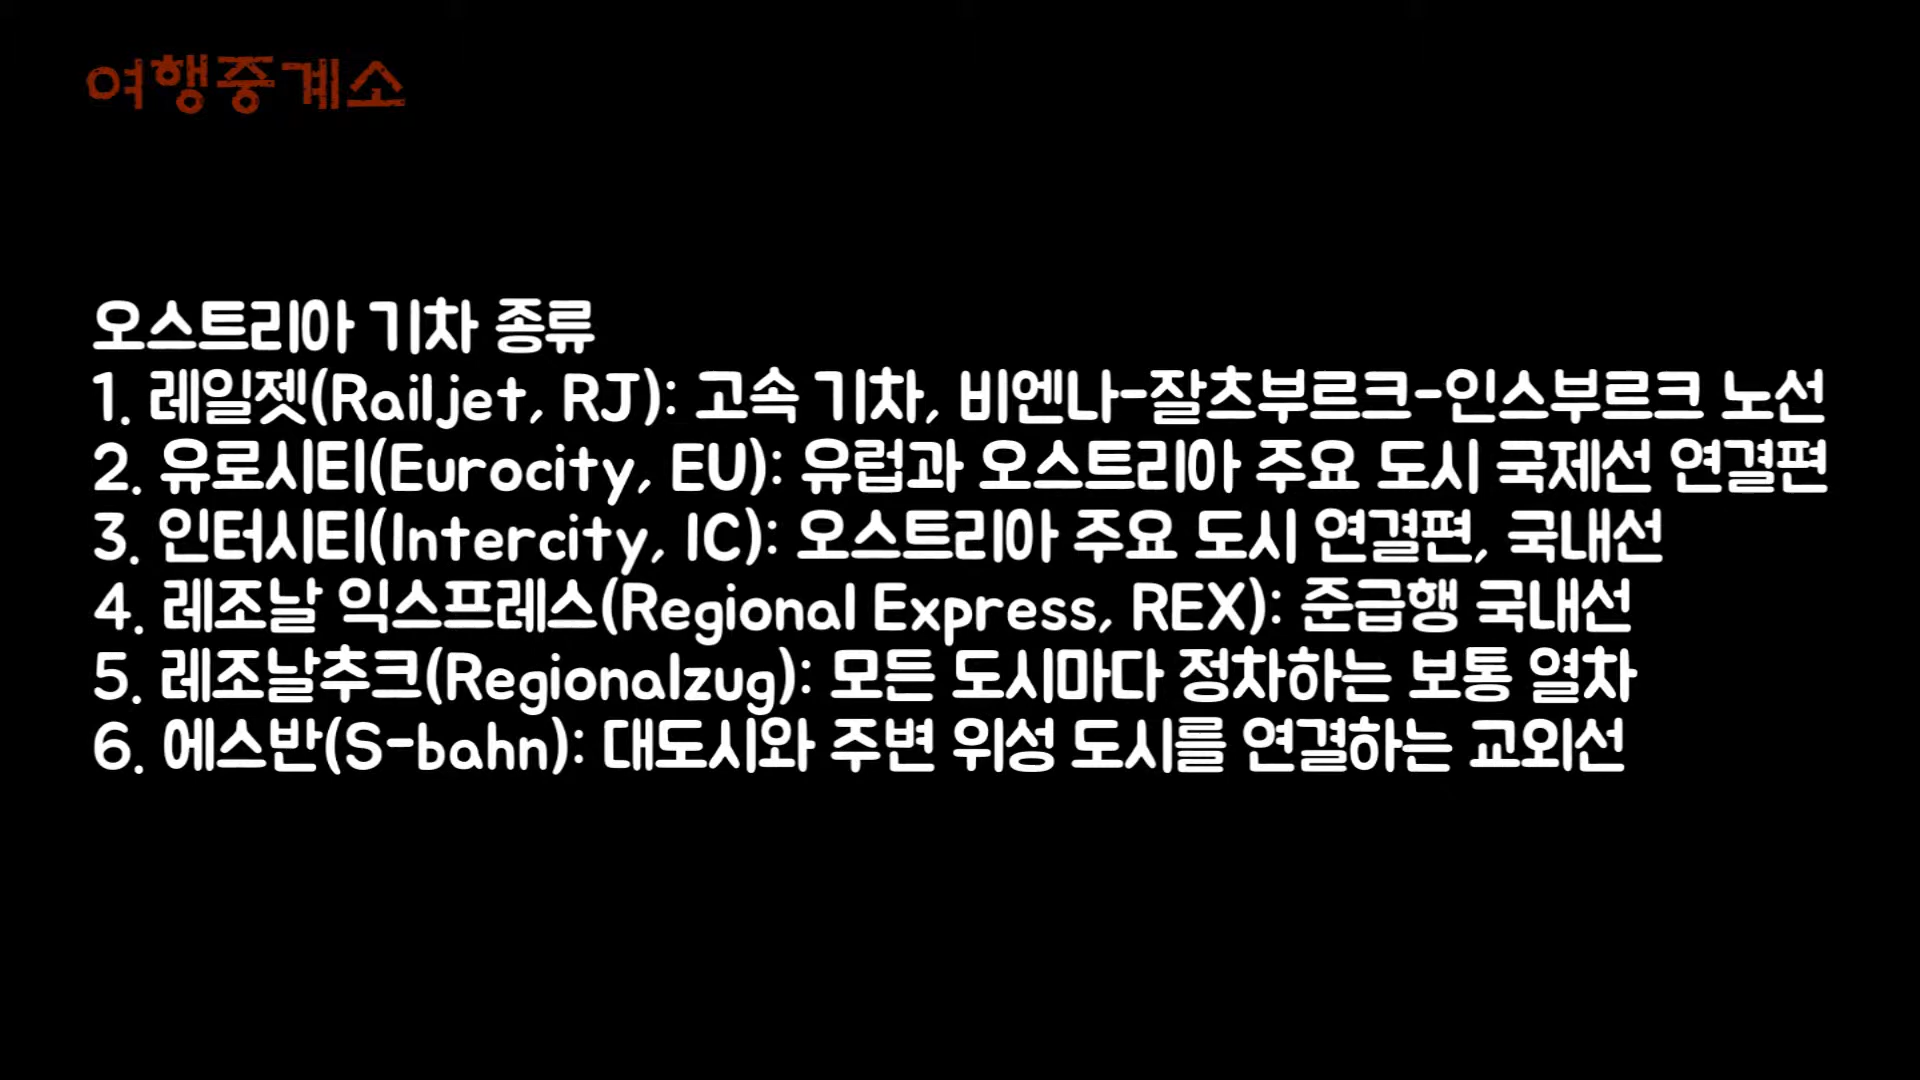 여행중계소
오스트리아 기차 종류
1. 레일젯(Railjet, RJ): 고속 기차, 비엔나-잘츠부르크-인스부르크 노선
2. 유로시티(Eurocity, EU): 유럽과 오스트리아 주요 도시 국제선 연결편
3. 인터시티(Intercity, IC): 오스트리아 주요 도시 연결편, 국내선
4. 레조날 익스프레스(Regional Express, REX): 준급행 국내선
5. 레조날추크(Regionalzug): 모든 도시마다 정차하는 보통 열차
6. 에스반(S-bahn): 대도시와 주변 위성 도시를 연결하는 교외선